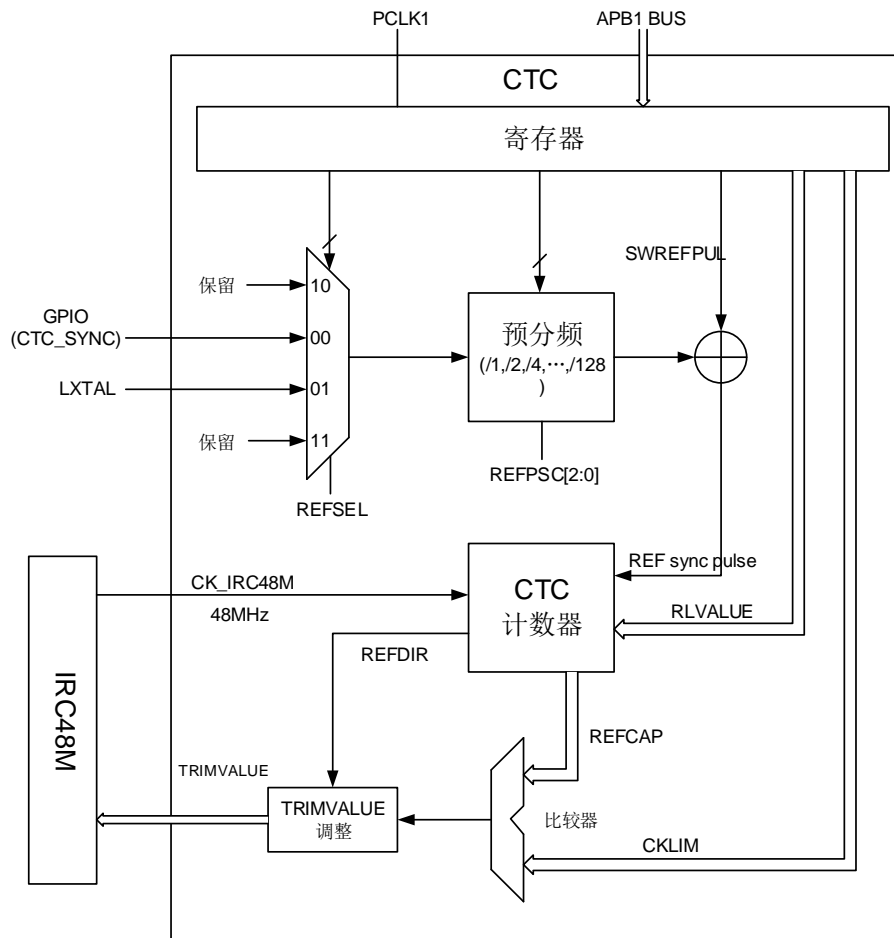 PCLK1
APB1 BUS
CTC
寄存器
SWREFPUL
保留
10
GPIO
(CTC_SYNC)
00
预分频
(/1,/2,/4,⋯,/128
)
LXTAL
01
保留
11
REFPSC[2:0]
REFSEL
CK_IRC48M
48MHz
CTC
计数器
REF sync pulse
RLVALUE
REFDIR
IRC48M
REFCAP
TRIMVALUE
TRIMVALUE
调整
比较器
CKLIM